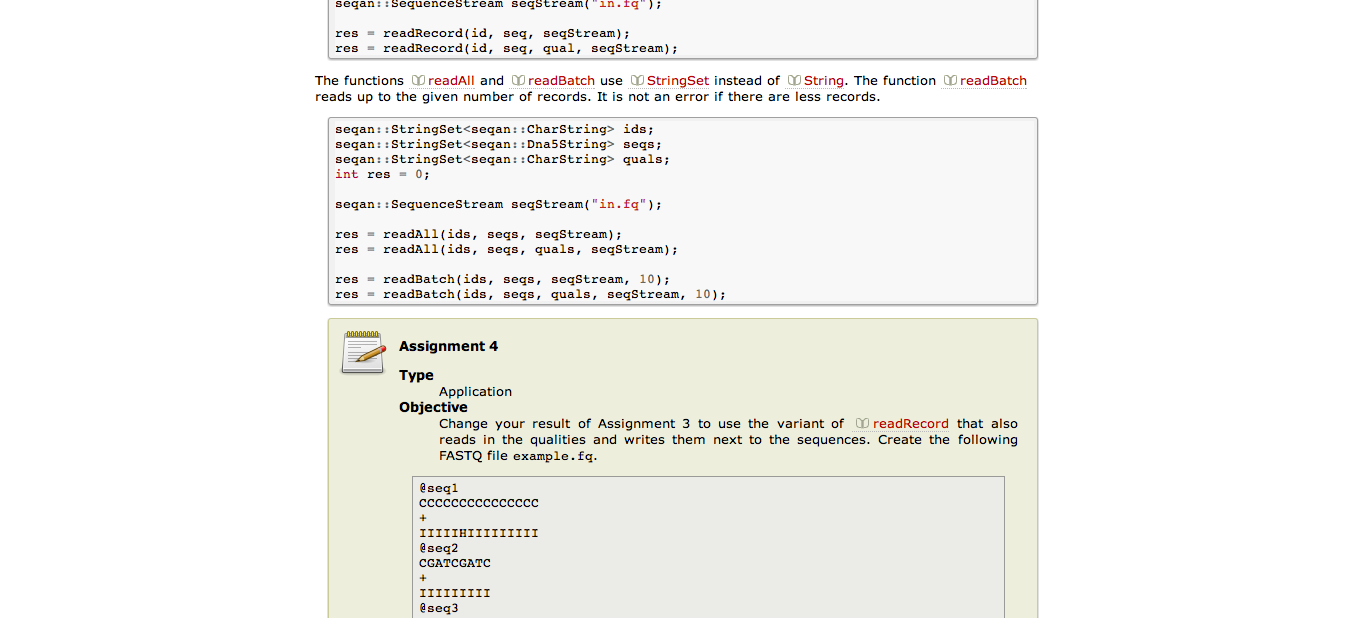 seqan::SequenceStream seqStream("in.fq");
res = readRecord(id, seq, seqStream);
res = readRecord(id, seq, qual, seqStream);
The functions readAll and readBatch use StringSet instead of String. The function readBatch
reads up to the given number of records. It is not an error if there are less records.
seqan::StringSet<seqan::CharString> ids;
seqan::StringSet<seqan::Dna5String> seqs;
seqan::StringSet<seqan::CharString> quals;
int res = 0;
seqan::SequenceStream seqStream("in.fq");
res = readAll(ids, seqs, seqStream);
res = readAll(ids, seqs, quals, seqStream);
res = readBatch(ids, seqs, seqStream, 10);
res = readBatch(ids, seqs, quals, seqStream, 10);
Assignment 4
Type
Application
Objective
Change your result of Assignment 3 to use the variant of readRecord that also
reads in the qualities and writes them next to the sequences. Create the following
FASTQ file example.fq.
@seq1
CCCCCCCCCCCCCCC
+
IIIIIHIIIIIIIII
@seq2
CGATCGATC
+
IIIIIIIII
@seq3